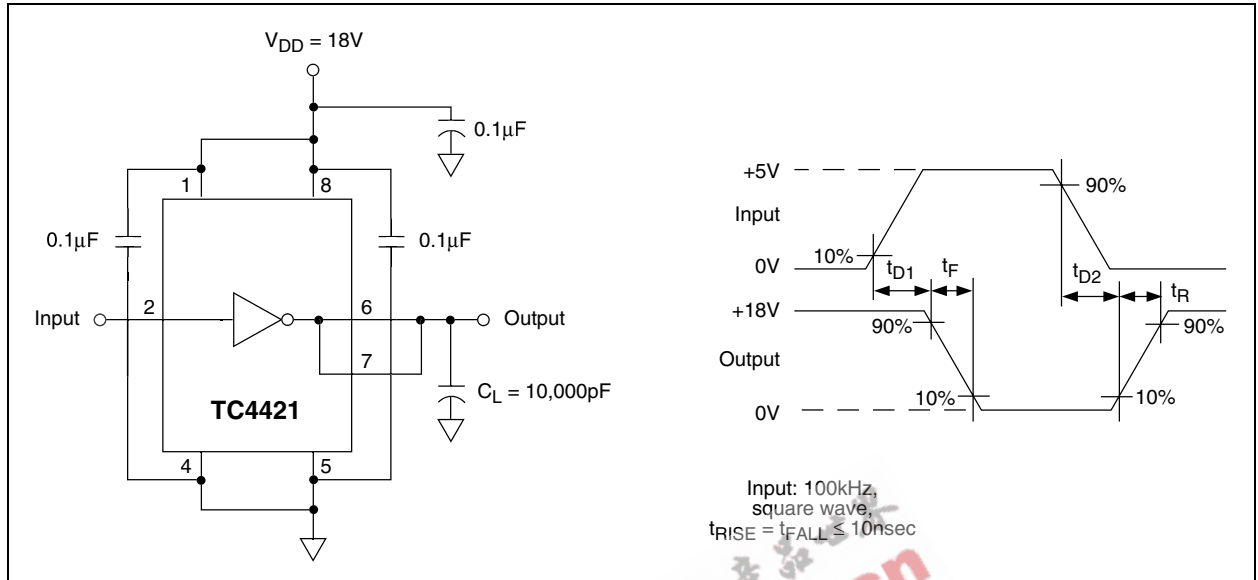 V_DD = 18V
0.1µF
1
8
0.1µF
0.1µF
2
6
Input
Output
7
C_L = 10,000pF
TC4421
4
5
+5V
90%
Input
10%
t_D1
t_F
t_D2
t_R
0V
+18V
90%
90%
Output
10%
10%
0V
Input: 100kHz,
square wave,
t_RISE = t_FALL ≤ 10nsec